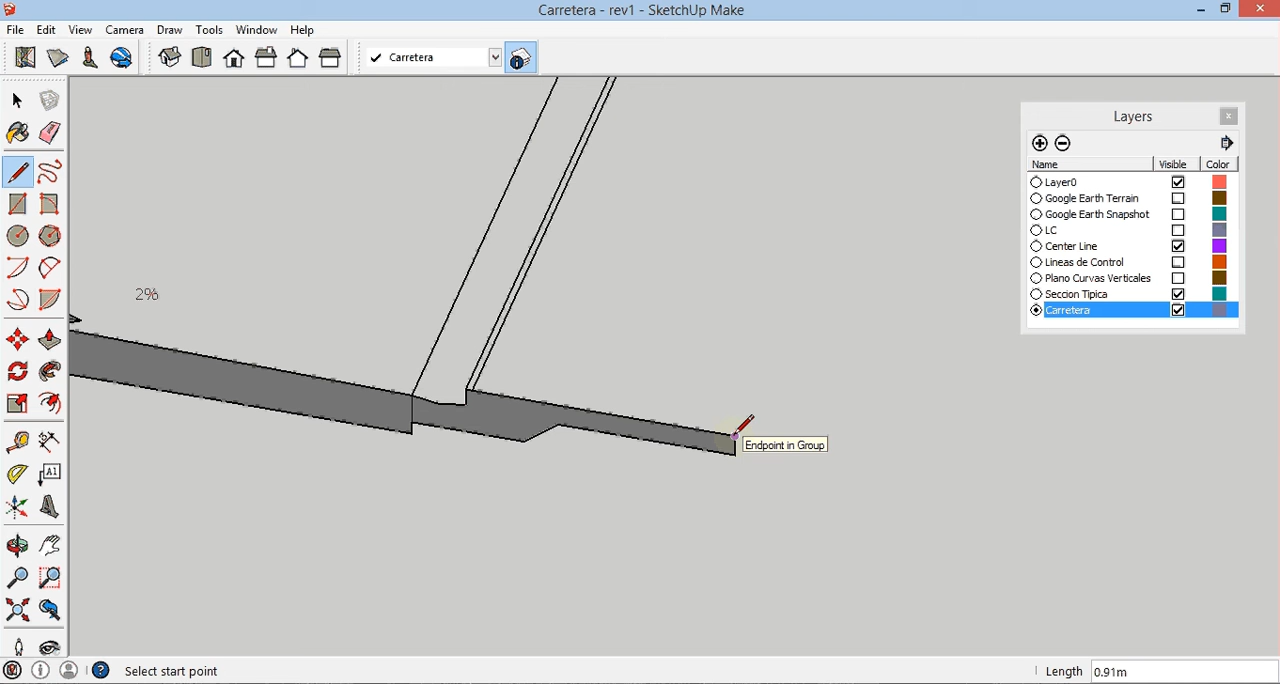 Carretera - rev1 - SketchUp Make
File Edit View Camera Draw Tools Window Help
Carretera
Layers
Name Visible Color
Layer0
Google Earth Terrain
Google Earth Snapshot
LC
Center Line
Lineas de Control
Plano Curvas Verticales
Seccion Tipica
Carretera
2%
Endpoint in Group
A1
Select start point
Length 0.91m